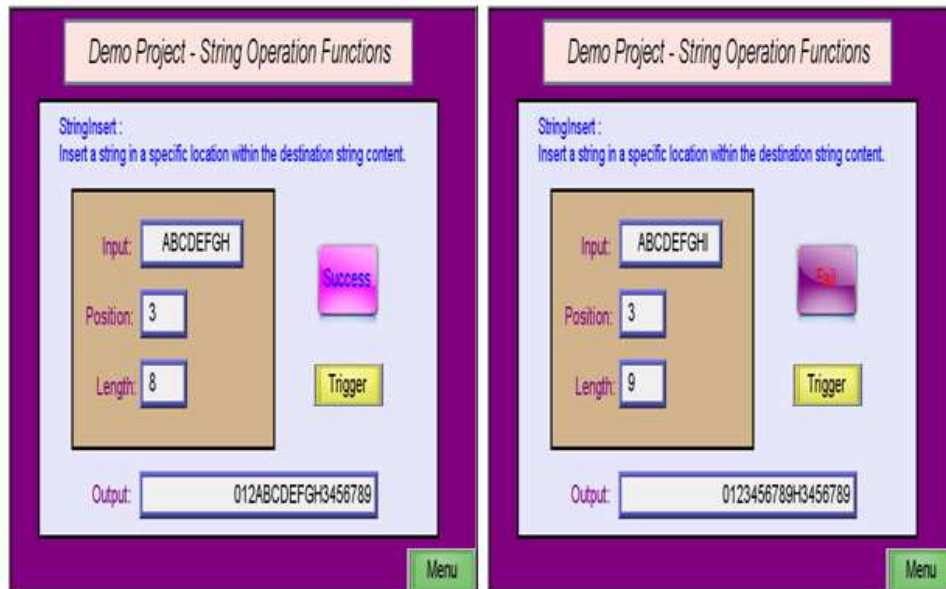 Demo Project - String Operation Functions
StringInsert :
Insert a string in a specific location within the destination string content.
Input: ABCDEFGH
Success
Position: 3
Length: 8
Trigger
Output: 012ABCDEFGH3456789
Menu
Demo Project - String Operation Functions
StringInsert :
Insert a string in a specific location within the destination string content.
Input: ABCDEFGHI
Fail
Position: 3
Length: 9
Trigger
Output: 0123456789H3456789
Menu